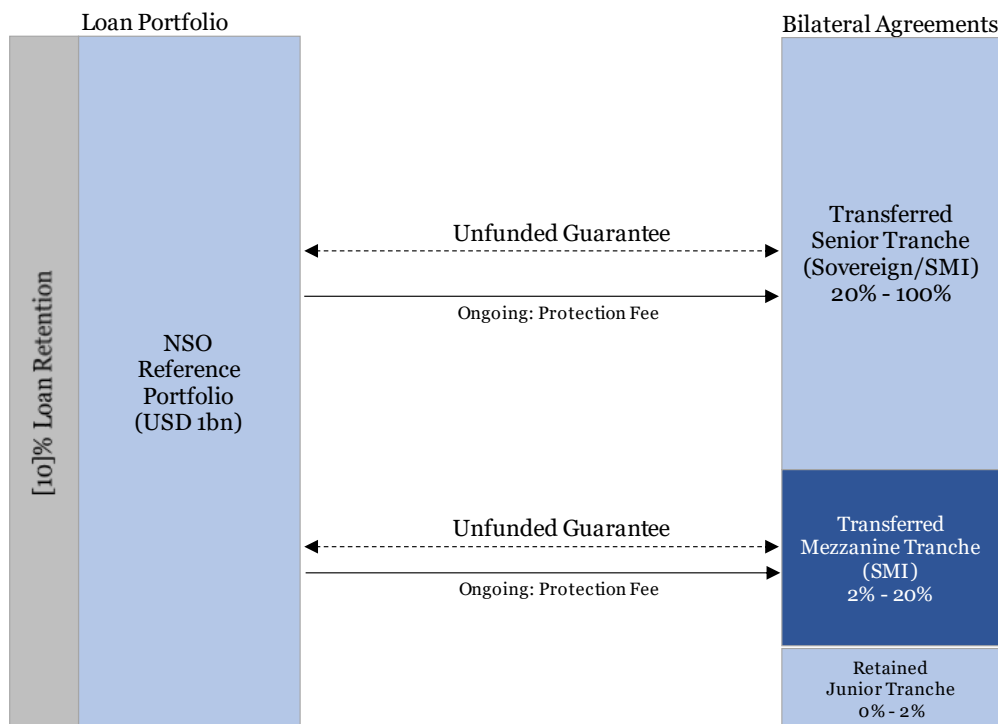 Loan Portfolio
Bilateral Agreements
[10]% Loan Retention
NSO
Reference
Portfolio
(USD 1bn)
Unfunded Guarantee
Ongoing: Protection Fee
Transferred
Senior Tranche
(Sovereign/SMI)
20% - 100%
Unfunded Guarantee
Ongoing: Protection Fee
Transferred
Mezzanine Tranche
(SMI)
2% - 20%
Retained
Junior Tranche
0% - 2%